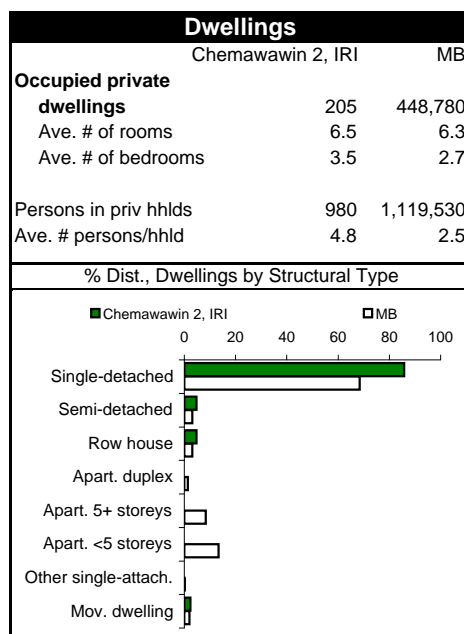 Dwellings
Chemawawin 2, IRI MB
Occupied private
dwellings 205 448,780
Ave. # of rooms 6.5 6.3
Ave. # of bedrooms 3.5 2.7
Persons in priv hhlds 980 1,119,530
Ave. # persons/hhld 4.8 2.5
% Dist., Dwellings by Structural Type
Chemawawin 2, IRI MB
0 20 40 60 80 100
Single-detached
Semi-detached
Row house
Apart. duplex
Apart. 5+ storeys
Apart. <5 storeys
Other single-attach.
Mov. dwelling